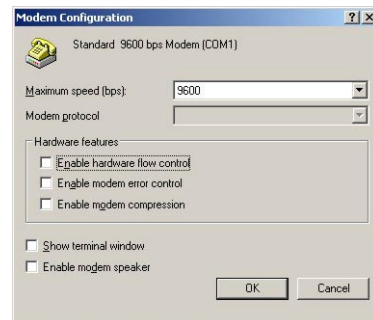 Modem Configuration
Standard 9600 bps Modem (COM1)
Maximum speed (bps): 9600
Modem protocol
Hardware features
Enable hardware flow control
Enable modem error control
Enable modem compression
Show terminal window
Enable modem speaker
OK Cancel